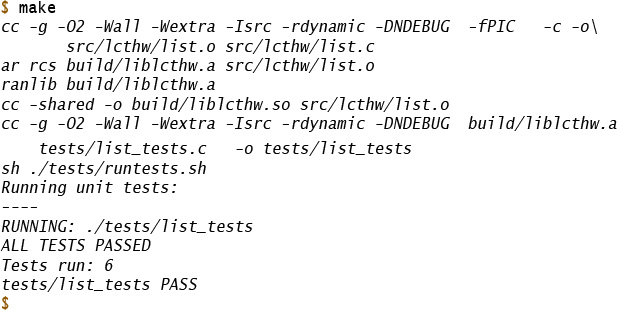 $ make
cc -g -O2 -Wall -Wextra -Isrc -rdynamic -DNDEBUG -fPIC -c -o\
src/lcthw/list.o src/lcthw/list.c
ar rcs build/liblcthw.a src/lcthw/list.o
ranlib build/liblcthw.a
cc -shared -o build/liblcthw.so src/lcthw/list.o
cc -g -O2 -Wall -Wextra -Isrc -rdynamic -DNDEBUG build/liblcthw.a
tests/list_tests.c -o tests/list_tests
sh ./tests/runtests.sh
Running unit tests:
----
RUNNING: ./tests/list_tests
ALL TESTS PASSED
Tests run: 6
tests/list_tests PASS
$